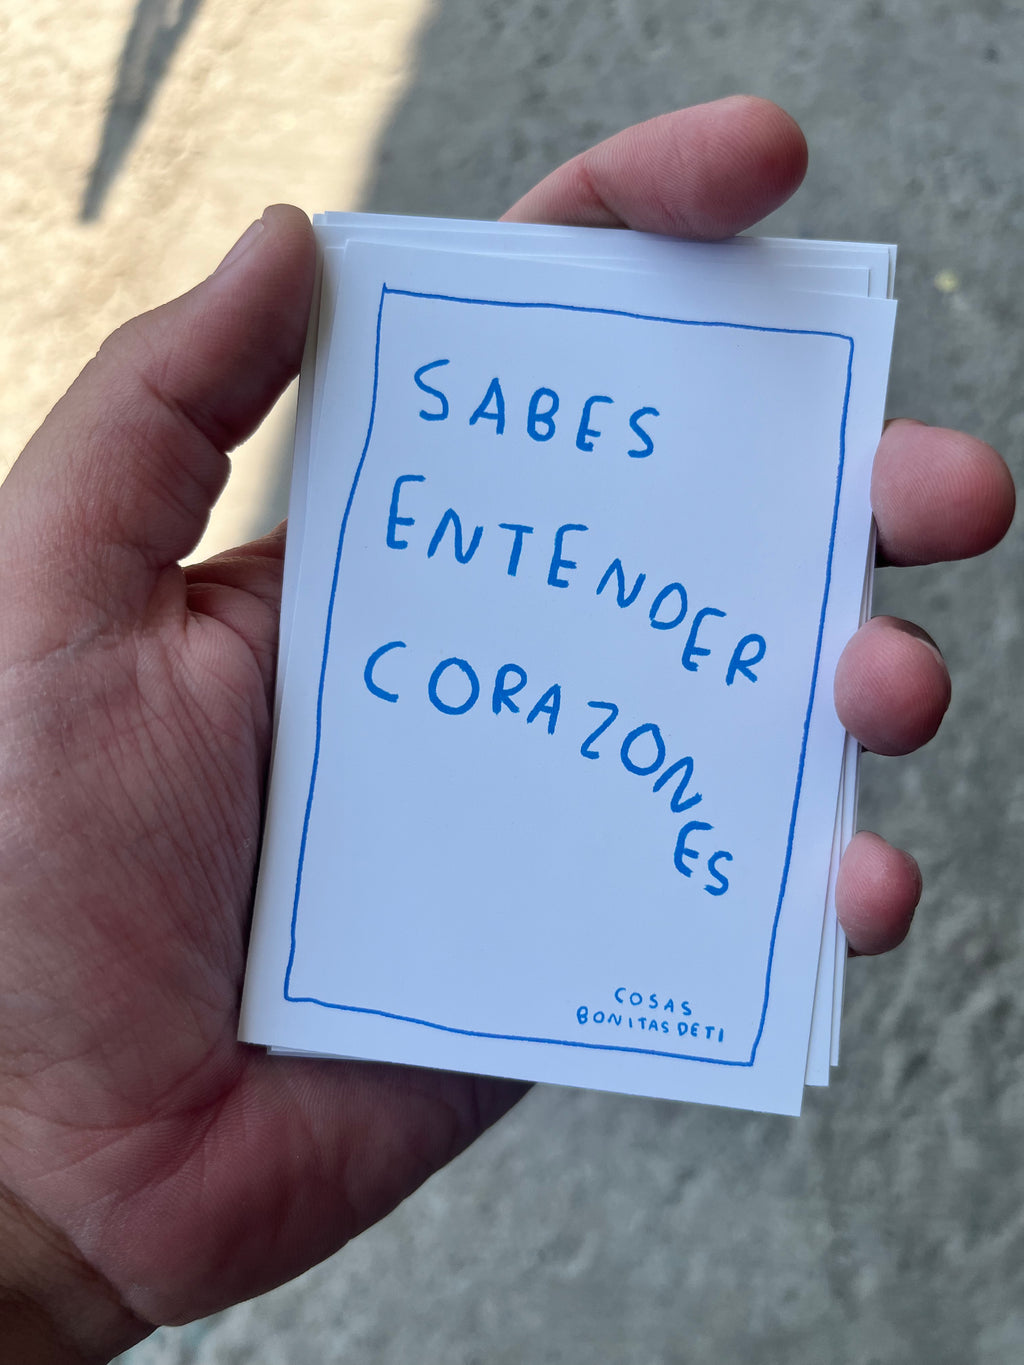 SABES
ENTENDER
CORAZONES
COSAS
BONITAS DE TI